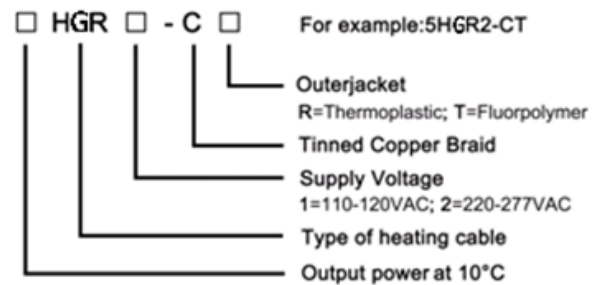 □ HGR □ - C □ For example:5HGR2-CT
Outerjacket
R=Thermoplastic; T=Fluorpolymer
Tinned Copper Braid
Supply Voltage
1=110-120VAC; 2=220-277VAC
Type of heating cable
Output power at 10°C